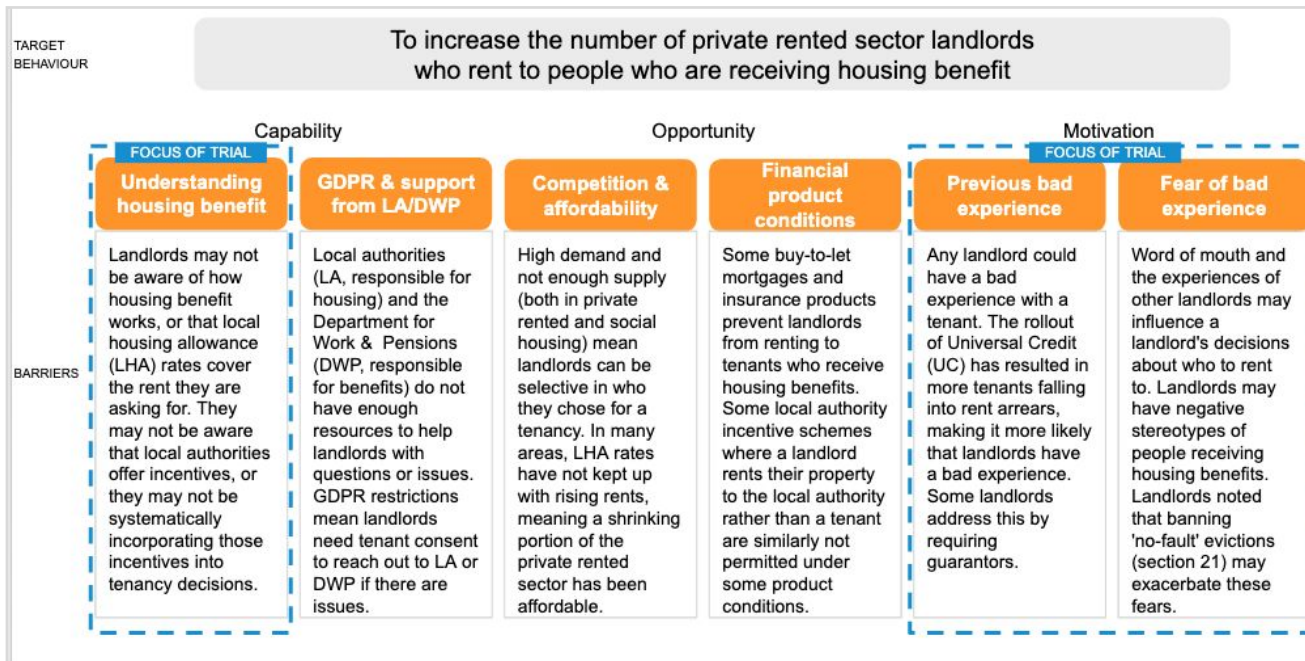 TARGET
BEHAVIOUR
To increase the number of private rented sector landlords
who rent to people who are receiving housing benefit
Capability
Opportunity
Motivation
FOCUS OF TRIAL
FOCUS OF TRIAL
BARRIERS
Understanding
housing benefit
Landlords may not
be aware of how
housing benefit
works, or that local
housing allowance
(LHA) rates cover
the rent they are
asking for. They
may not be aware
that local authorities
offer incentives, or
they may not be
systematically
incorporating those
incentives into
tenancy decisions.
GDPR & support
from LA/DWP
Local authorities
(LA, responsible for
housing) and the
Department for
Work &  Pensions
(DWP, responsible
for benefits) do not
have enough
resources to help
landlords with
questions or issues.
GDPR restrictions
mean landlords
need tenant consent
to reach out to LA or
DWP if there are
issues.
Competition &
affordability
High demand and
not enough supply
(both in private
rented and social
housing) mean
landlords can be
selective in who
they chose for a
tenancy. In many
areas, LHA rates
have not kept up
with rising rents,
meaning a shrinking
portion of the
private rented
sector has been
affordable.
Financial
product
conditions
Some buy-to-let
mortgages and
insurance products
prevent landlords
from renting to
tenants who receive
housing benefits.
Some local authority
incentive schemes
where a landlord
rents their property
to the local authority
rather than a tenant
are similarly not
permitted under
some product
conditions.
Previous bad
experience
Any landlord could
have a bad
experience with a
tenant. The rollout
of Universal Credit
(UC) has resulted in
more tenants falling
into rent arrears,
making it more likely
that landlords have
a bad experience.
Some landlords
address this by
requiring
guarantors.
Fear of bad
experience
Word of mouth and
the experiences of
other landlords may
influence a
landlord's decisions
about who to rent
to. Landlords may
have negative
stereotypes of
people receiving
housing benefits.
Landlords noted
that banning
'no-fault' evictions
(section 21) may
exacerbate these
fears.